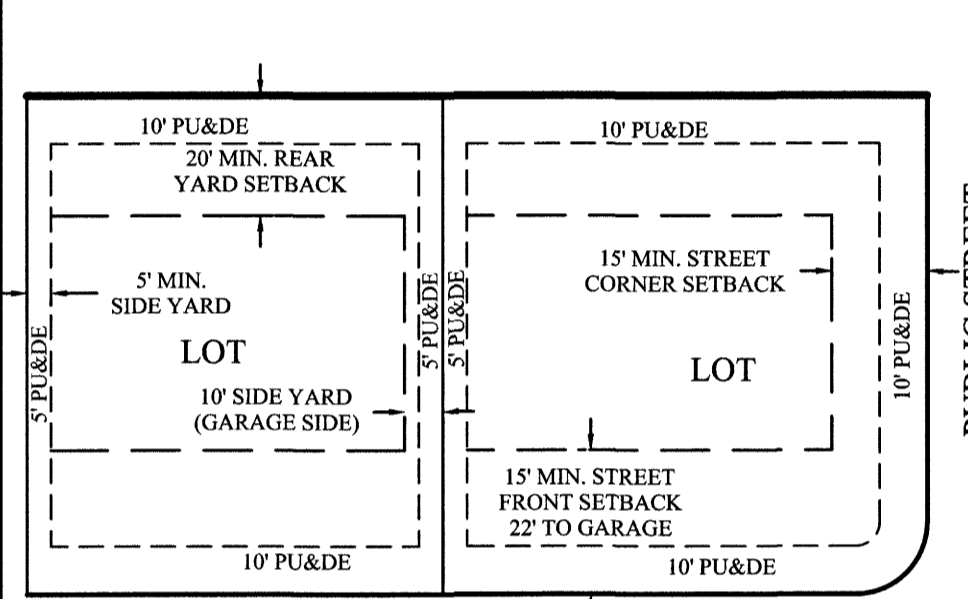 10' PU&DE
20' MIN. REAR
YARD SETBACK
5' MIN.
SIDE YARD
LOT
10' SIDE YARD
(GARAGE SIDE)
5' PU&DE
5' PU&DE
10' PU&DE
10' PU&DE
15' MIN. STREET
CORNER SETBACK
LOT
5' PU&DE
10' PU&DE
15' MIN. STREET
FRONT SETBACK
22' TO GARAGE
10' PU&DE